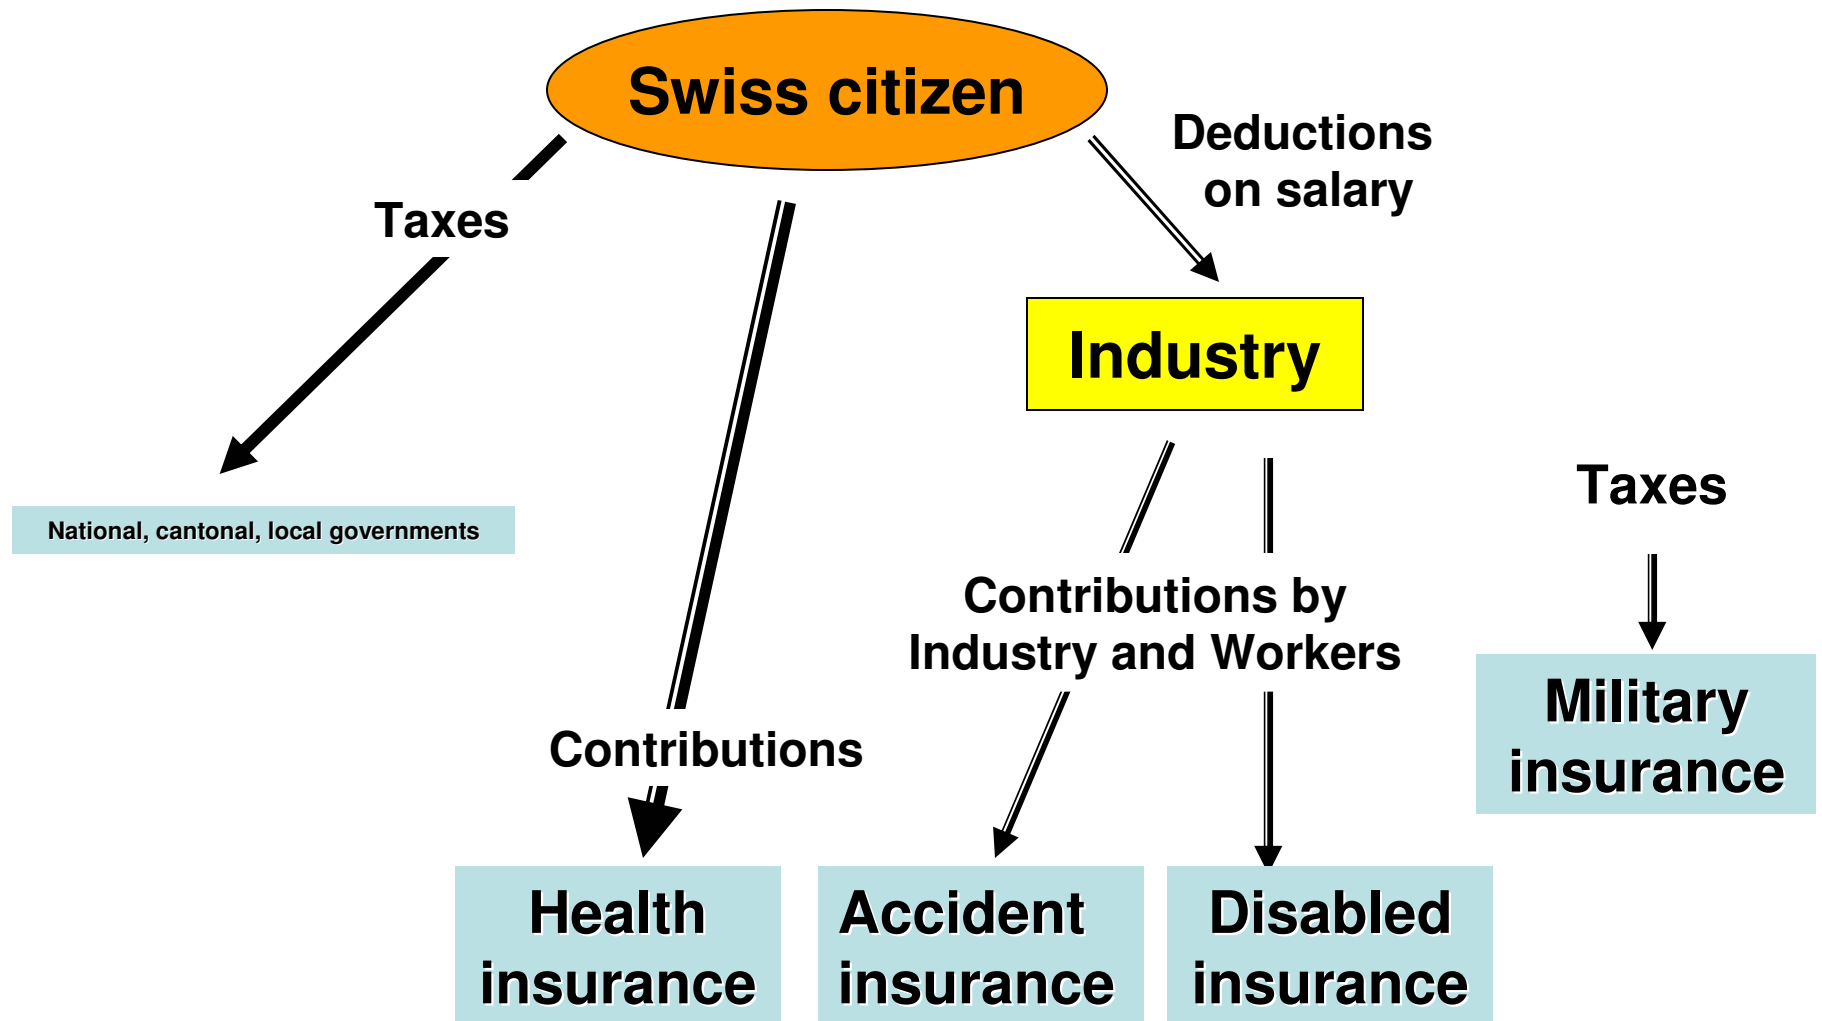 Swiss citizen
Deductions
on salary
Taxes
Industry
Taxes
National, cantonal, local governments
Contributions by
Industry and Workers
Military
insurance
Contributions
Health
insurance
Accident
insurance
Disabled
insurance